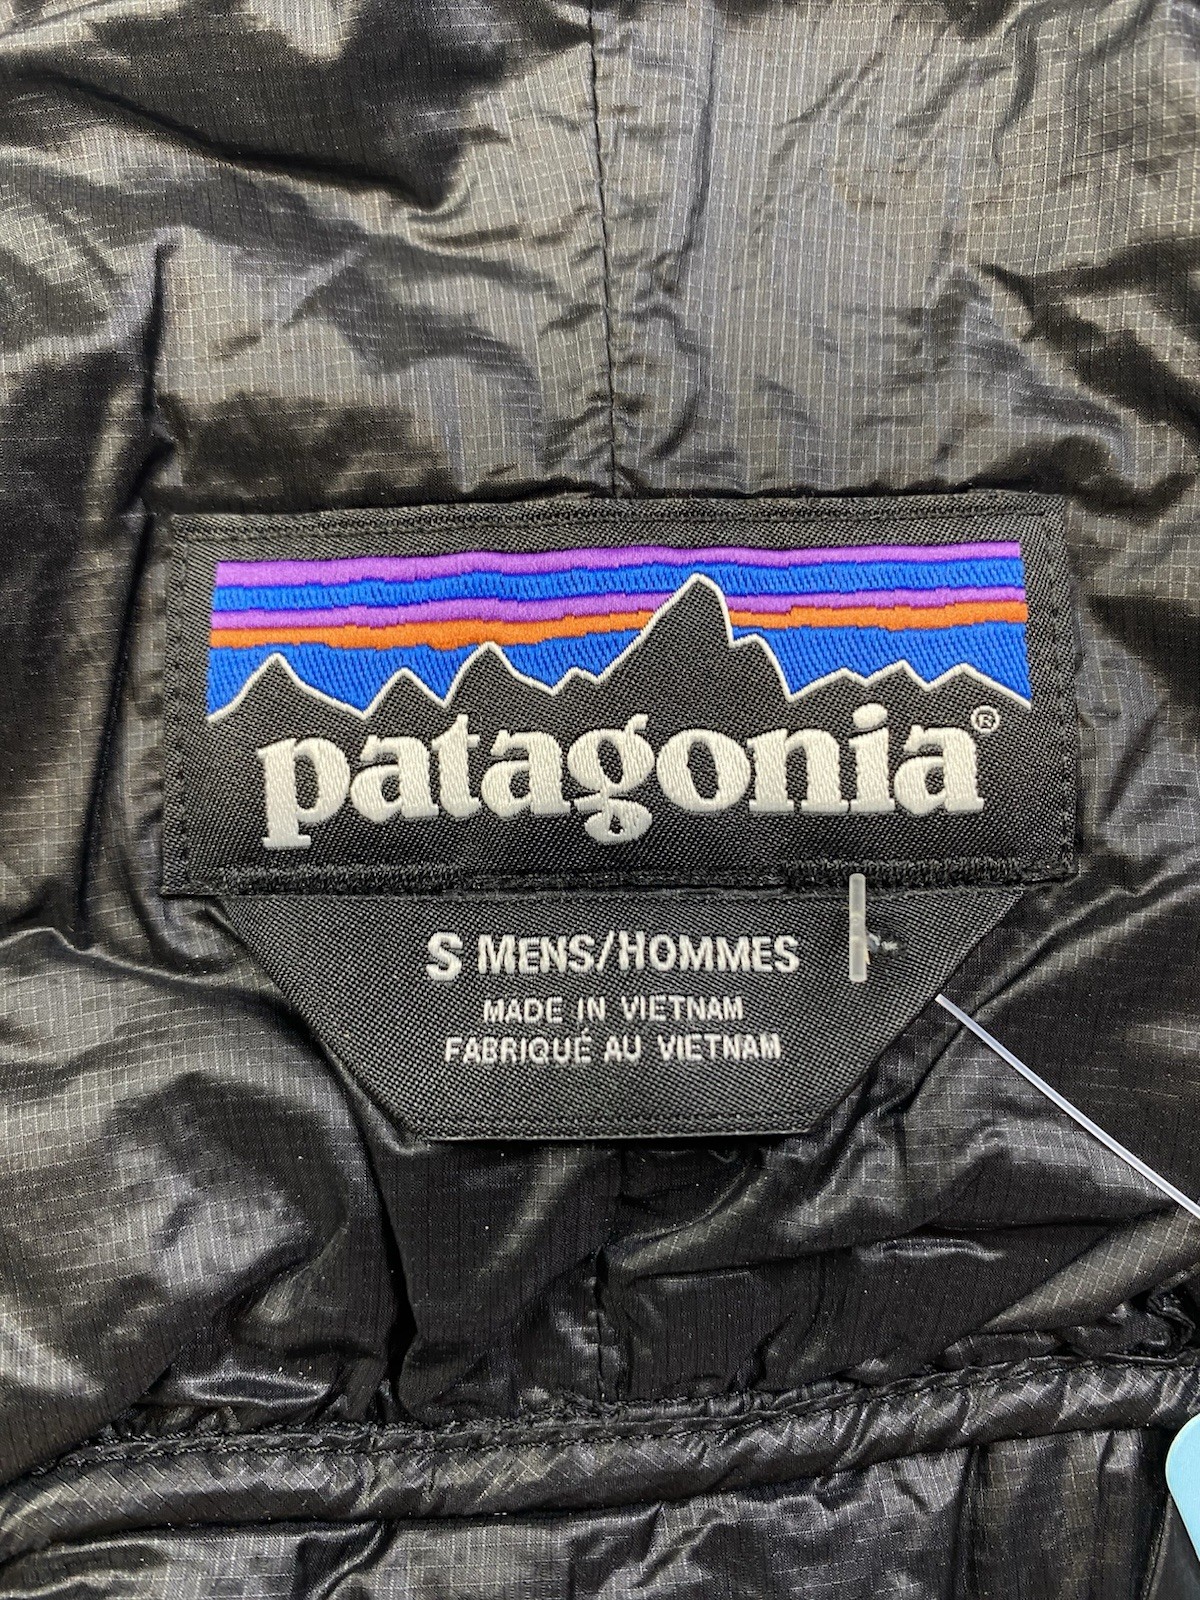 patagonia®
S MENS/HOMMES
MADE IN VIETNAM
FABRIQUÉ AU VIETNAM